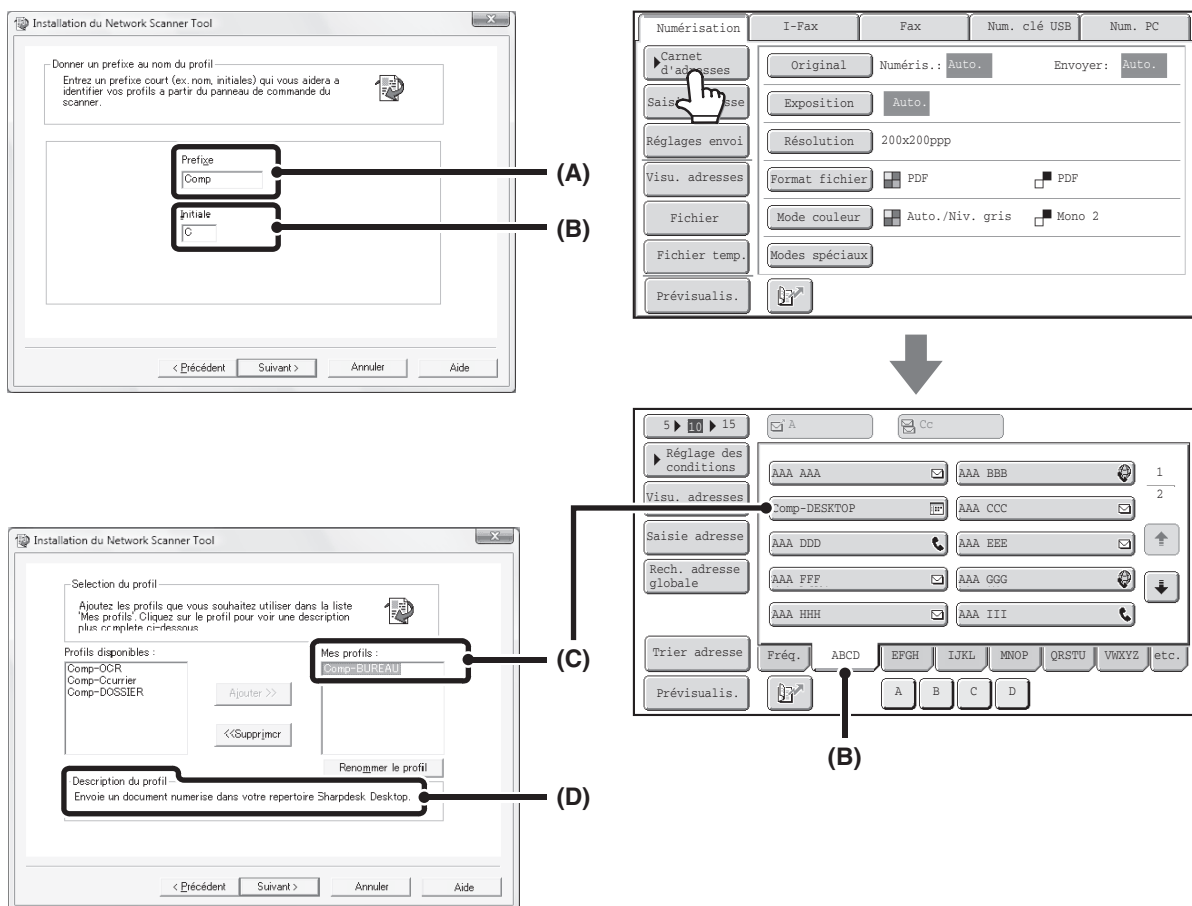 Installation du Network Scanner Tool
Donner un prefixe au nom du profil
Entrez un prefixe court (ex. nom, initiales) qui vous aidera a
identifier vos profils a partir du panneau de commande du
scanner.
Prefixe
Comp
(A)
Initiale
C
(B)
< Précédent
Suivant >
Annuler
Aide
Numérisation
I-Fax
Fax
Num. clé USB
Num. PC
Carnet
d'adresses
Original
Numéris.: Auto.
Envoyer: Auto.
Exposition
Auto.
Réglages envoi
Résolution
200x200ppp
Visu. adresses
Format fichier
PDF
PDF
Fichier
Mode couleur
Auto./Niv. gris
Mono 2
Fichier temp.
Modes spéciaux
Prévisualis.
5 10 15
A
Cc
Réglage des
conditions
Visu. adresses
Saisie adresse
Rech. adresse
globale
Trier adresse
Prévisualis.
AAA AAA
AAA BBB
Comp-DESKTOP
AAA CCC
AAA DDD
AAA EEE
AAA FFF
AAA GGG
AAA HHH
AAA III
1
2
Fréq.
ABCD
EFGH
IJKL
MNOP
QRSTU
VWXYZ
etc.
A
B
C
D
(B)
Installation du Network Scanner Tool
Selection du profil
Ajoutez les profils que vous souhaitez utiliser dans la liste
'Mes profils'. Cliquez sur le profil pour voir une description
plus complete ci-dessous
Profils disponibles :
Comp-OCR
Comp-Ccurrier
Comp-DOSSIER
Ajouter >>
<<Supprimer
Mes profils :
Comp-BUREAU
(C)
Renommer le profil
Description du profil
Envoie un document numerise dans votre repertoire Sharpdesk Desktop.
(D)
< Précédent
Suivant >
Annuler
Aide